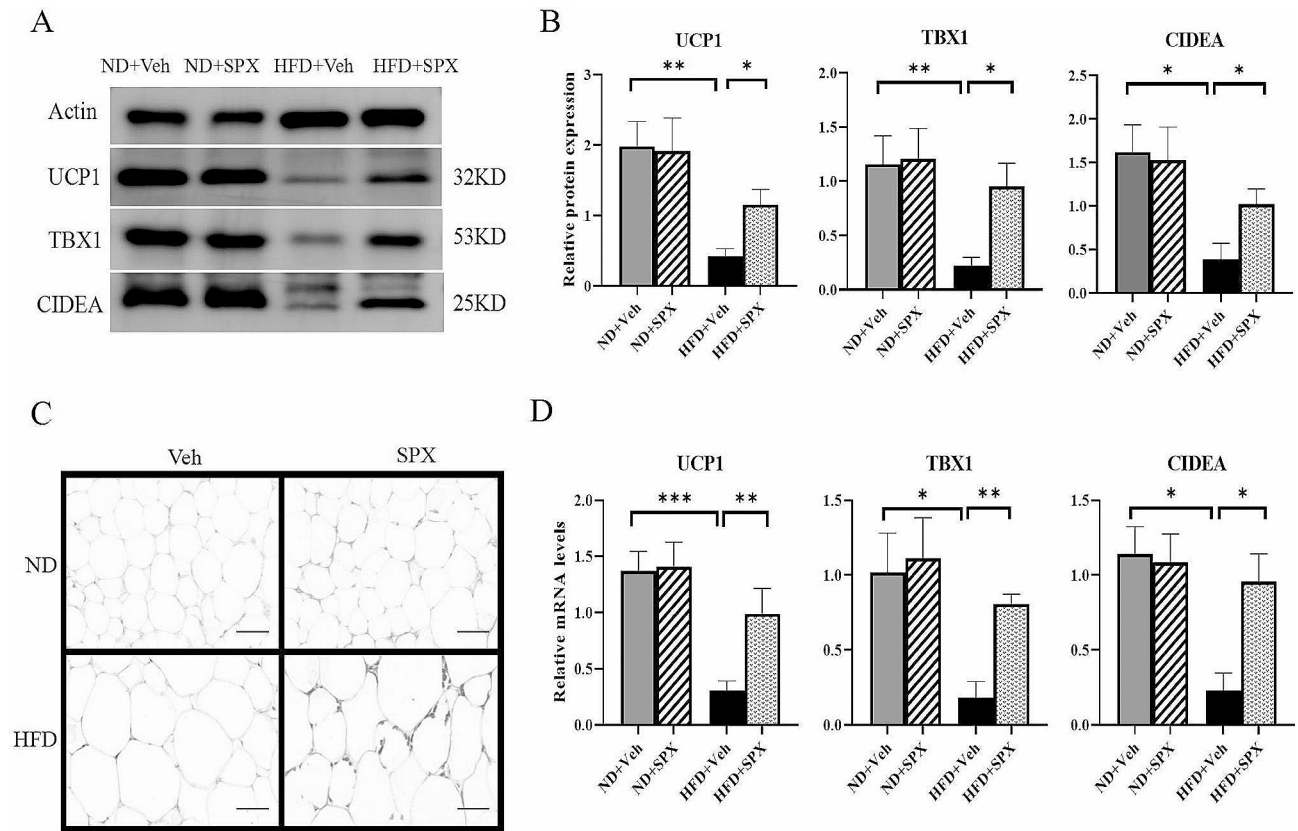 A
ND+Veh ND+SPX HFD+Veh HFD+SPX
Actin
UCP1 32KD
TBX1 53KD
CIDEA 25KD
B
UCP1
Relative protein expression
3
2
1
0
** *
ND+Veh
ND+SPX
HFD+Veh
HFD+SPX
TBX1
2.0
1.5
1.0
0.5
0.0
** *
ND+Veh
ND+SPX
HFD+Veh
HFD+SPX
CIDEA
2.5
2.0
1.5
1.0
0.5
0.0
* *
ND+Veh
ND+SPX
HFD+Veh
HFD+SPX
C
Veh SPX
ND
HFD
D
UCP1
Relative mRNA levels
2.0
1.5
1.0
0.5
0.0
*** **
ND+Veh
ND+SPX
HFD+Veh
HFD+SPX
TBX1
1.5
1.0
0.5
0.0
* **
ND+Veh
ND+SPX
HFD+Veh
HFD+SPX
CIDEA
1.5
1.0
0.5
0.0
* *
ND+Veh
ND+SPX
HFD+Veh
HFD+SPX